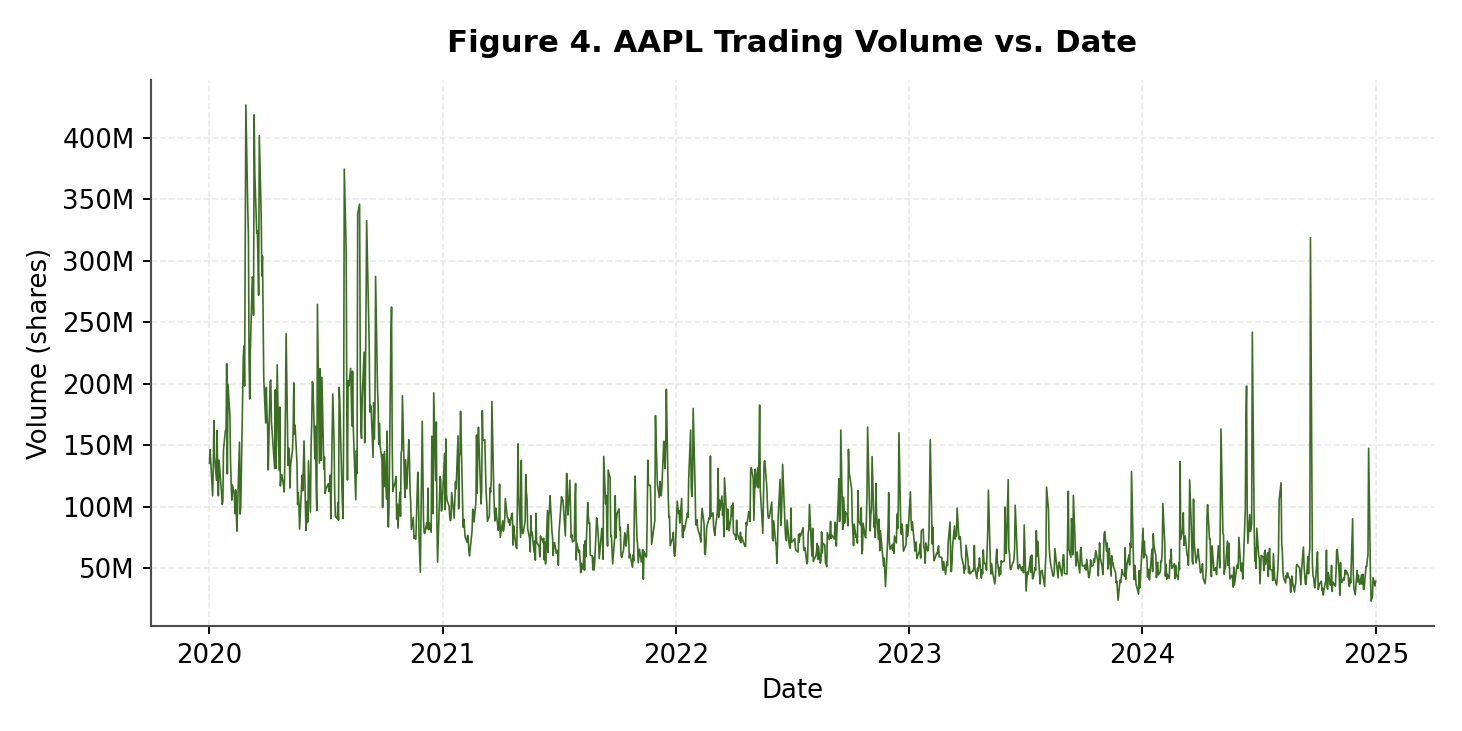 Figure 4. AAPL Trading Volume vs. Date
Volume (shares)
400M
350M
300M
250M
200M
150M
100M
50M
2020 2021 2022 2023 2024 2025
Date